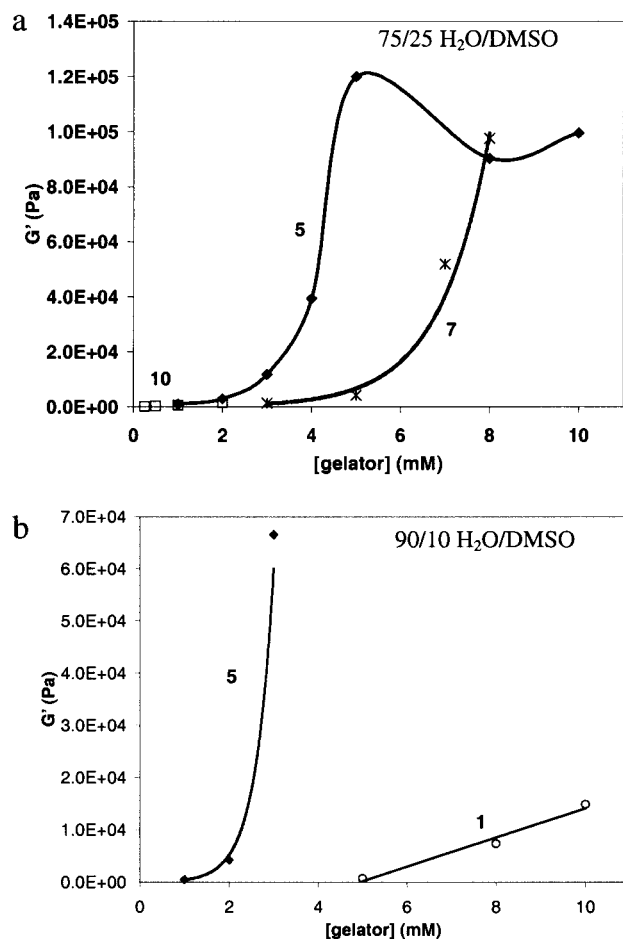 a
75/25 H₂O/DMSO
1.4E+05
1.2E+05
1.0E+05
8.0E+04
6.0E+04
4.0E+04
2.0E+04
0.0E+00
G' (Pa)
5
7
10
0 2 4 6 8 10
[gelator] (mM)
b
90/10 H₂O/DMSO
7.0E+04
6.0E+04
5.0E+04
4.0E+04
3.0E+04
2.0E+04
1.0E+04
0.0E+00
G' (Pa)
5
1
0 2 4 6 8 10
[gelator] (mM)